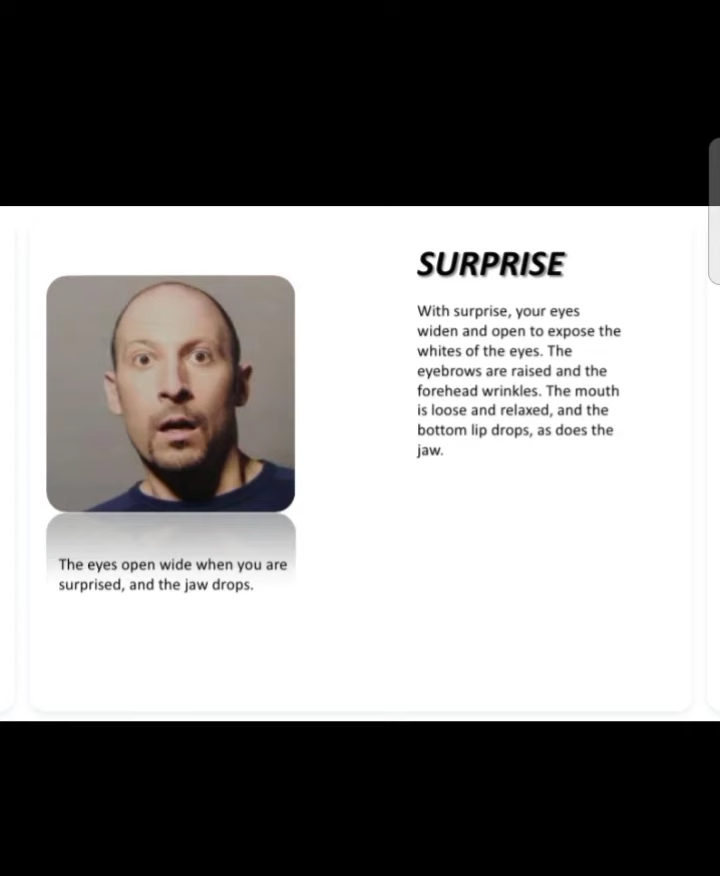 SURPRISE
With surprise, your eyes
widen and open to expose the
whites of the eyes. The
eyebrows are raised and the
forehead wrinkles. The mouth
is loose and relaxed, and the
bottom lip drops, as does the
jaw.
The eyes open wide when you are
surprised, and the jaw drops.